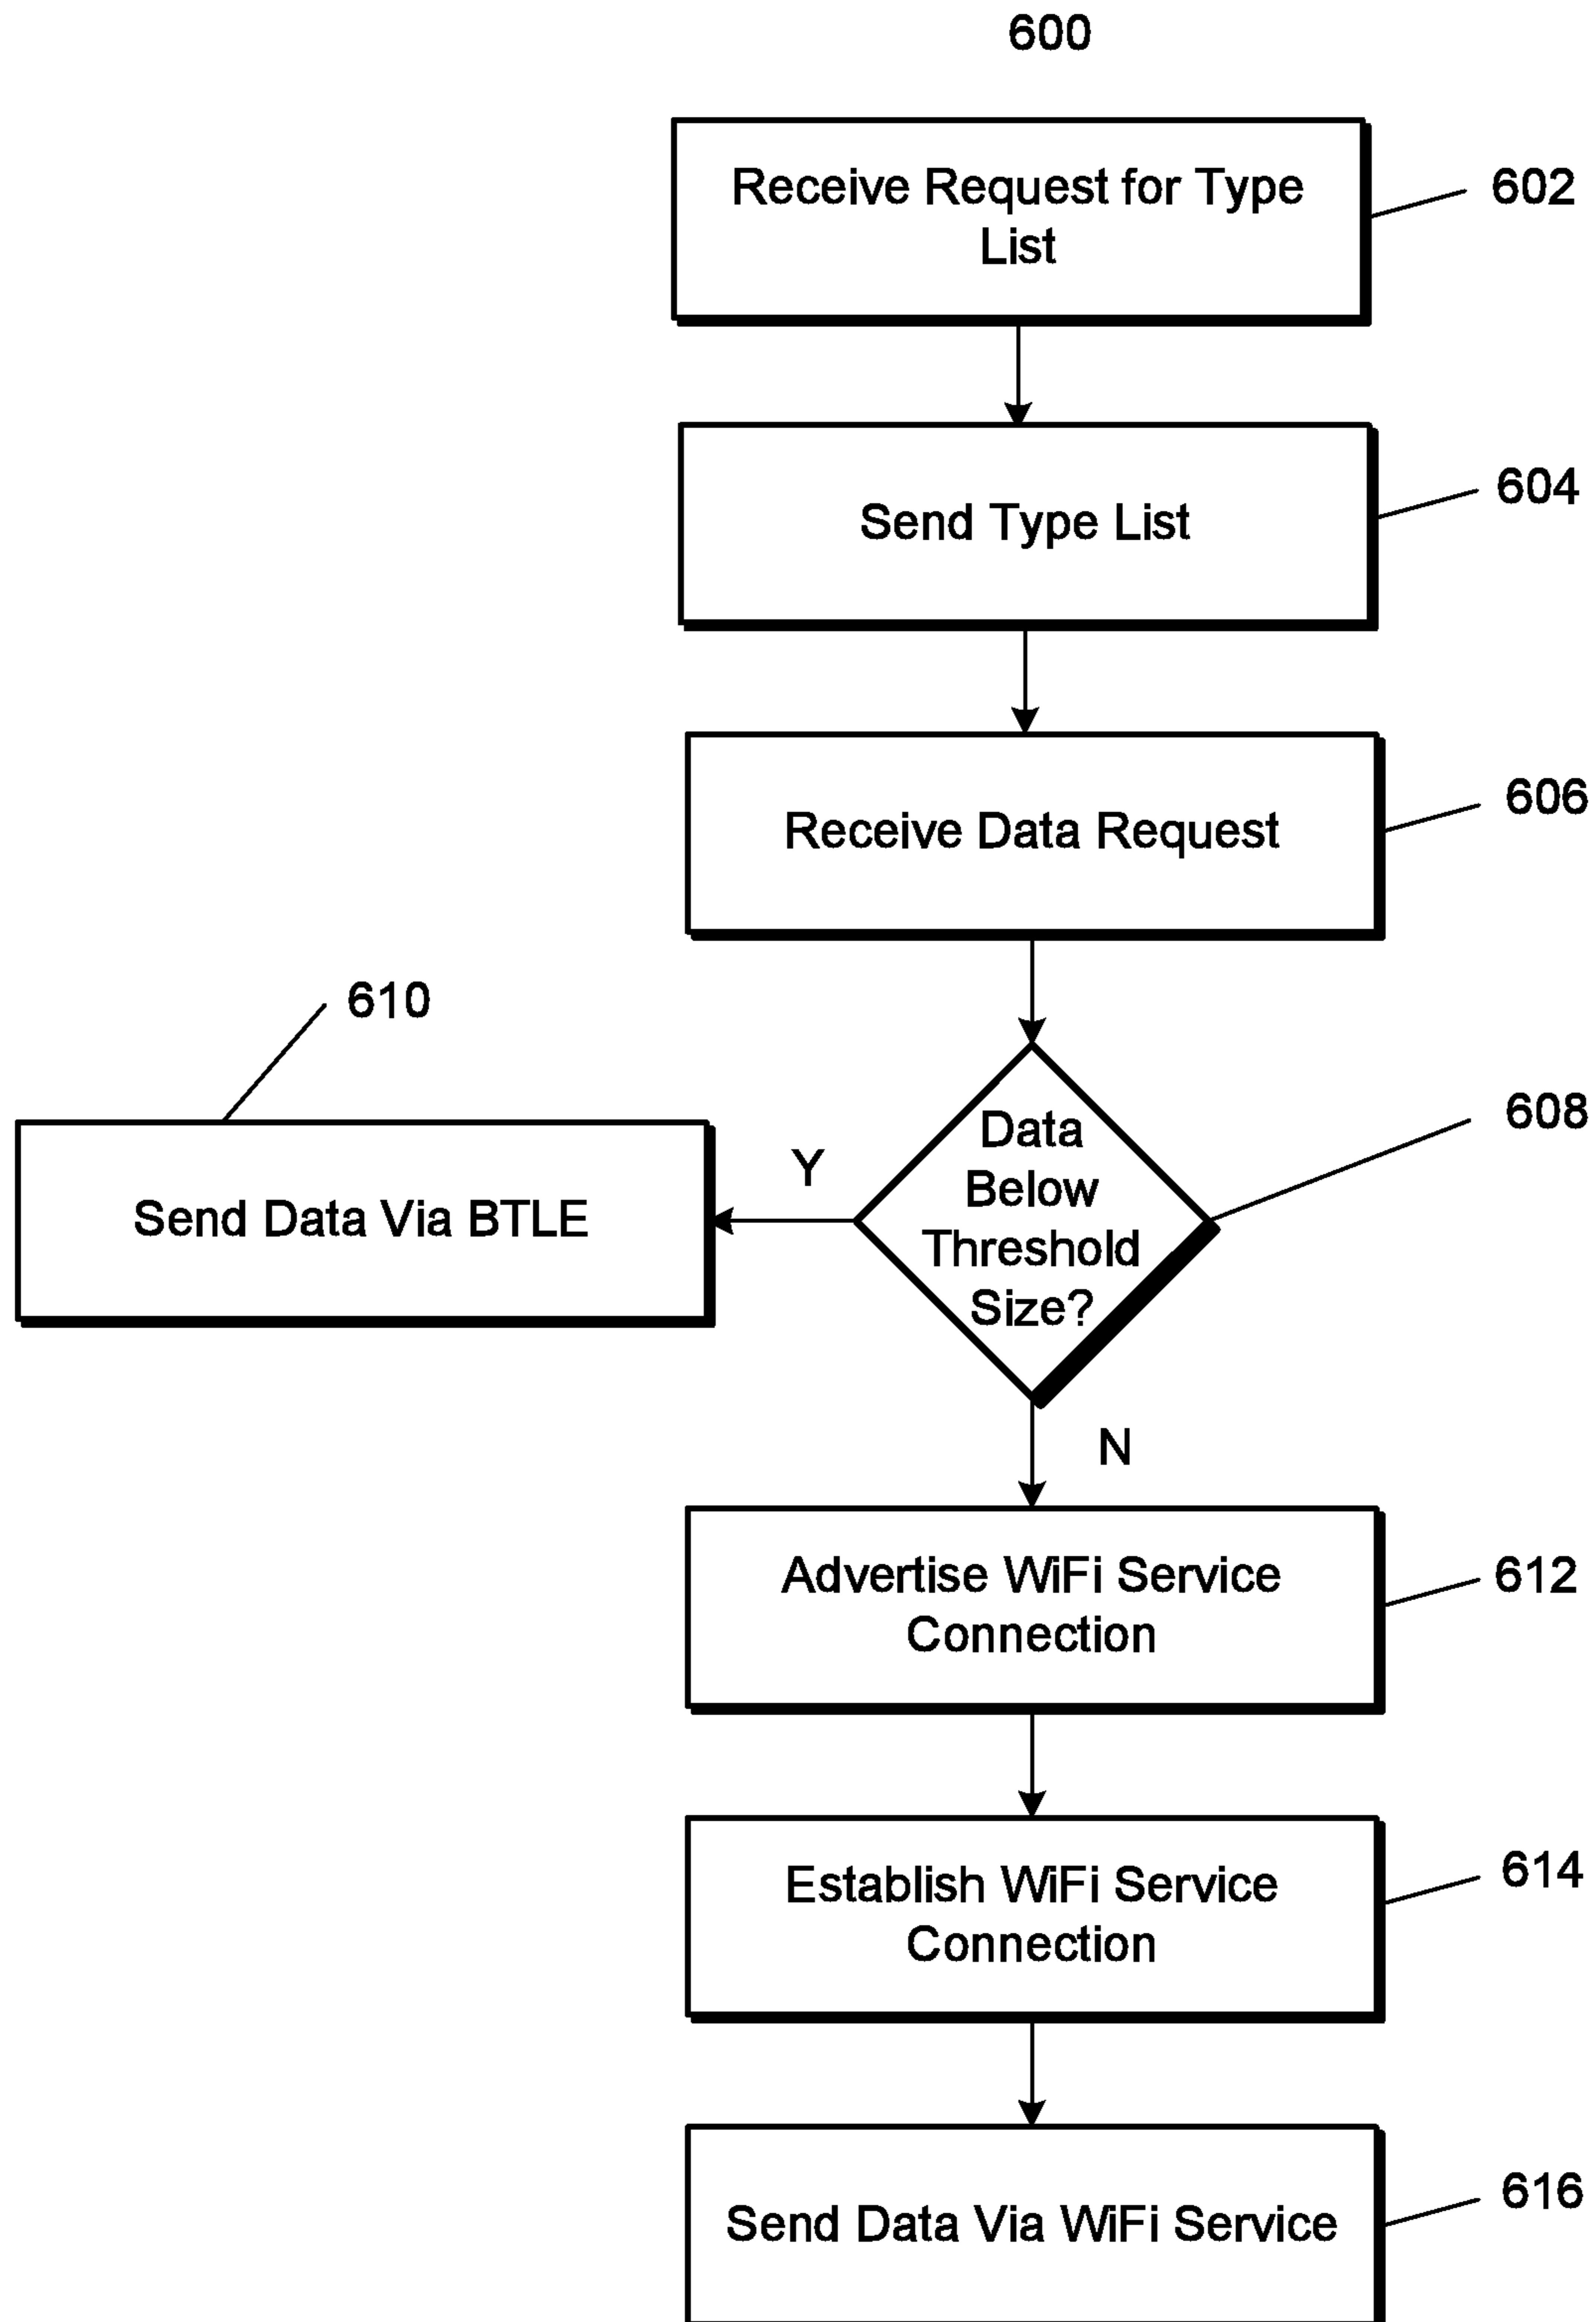 600
Receive Request for Type
List
602
Send Type List
604
Receive Data Request
606
Data
Below
Threshold
Size?
608
Y
610
Send Data Via BTLE
N
Advertise WiFi Service
Connection
612
Establish WiFi Service
Connection
614
Send Data Via WiFi Service
616